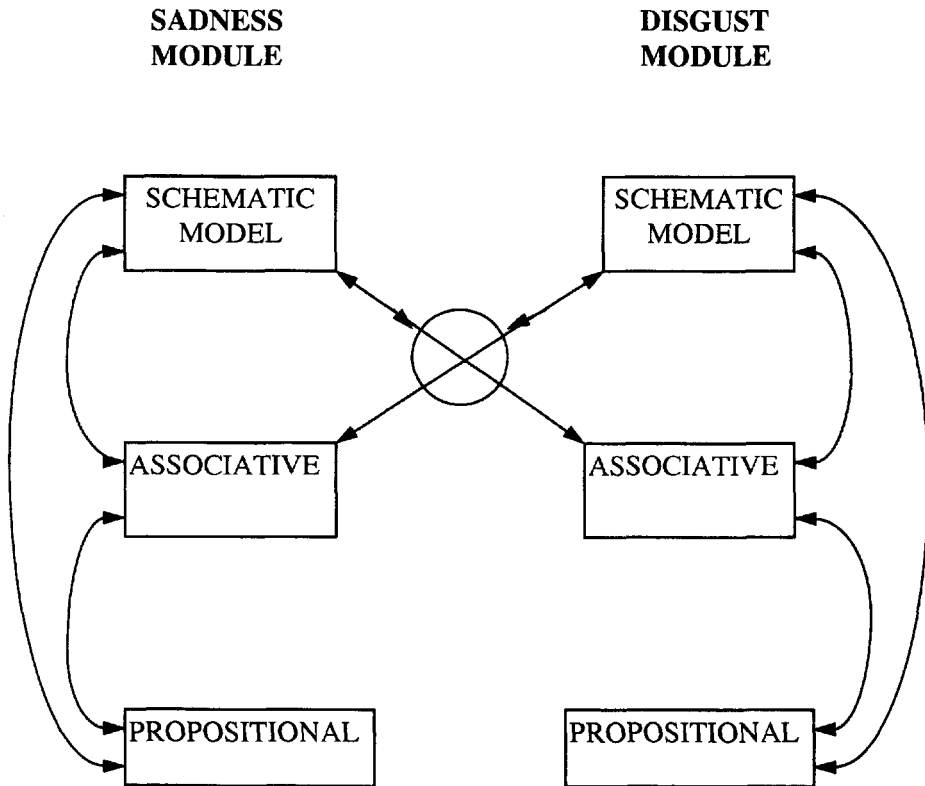 SADNESS
MODULE
DISGUST
MODULE
SCHEMATIC
MODEL
SCHEMATIC
MODEL
ASSOCIATIVE
ASSOCIATIVE
PROPOSITIONAL
PROPOSITIONAL